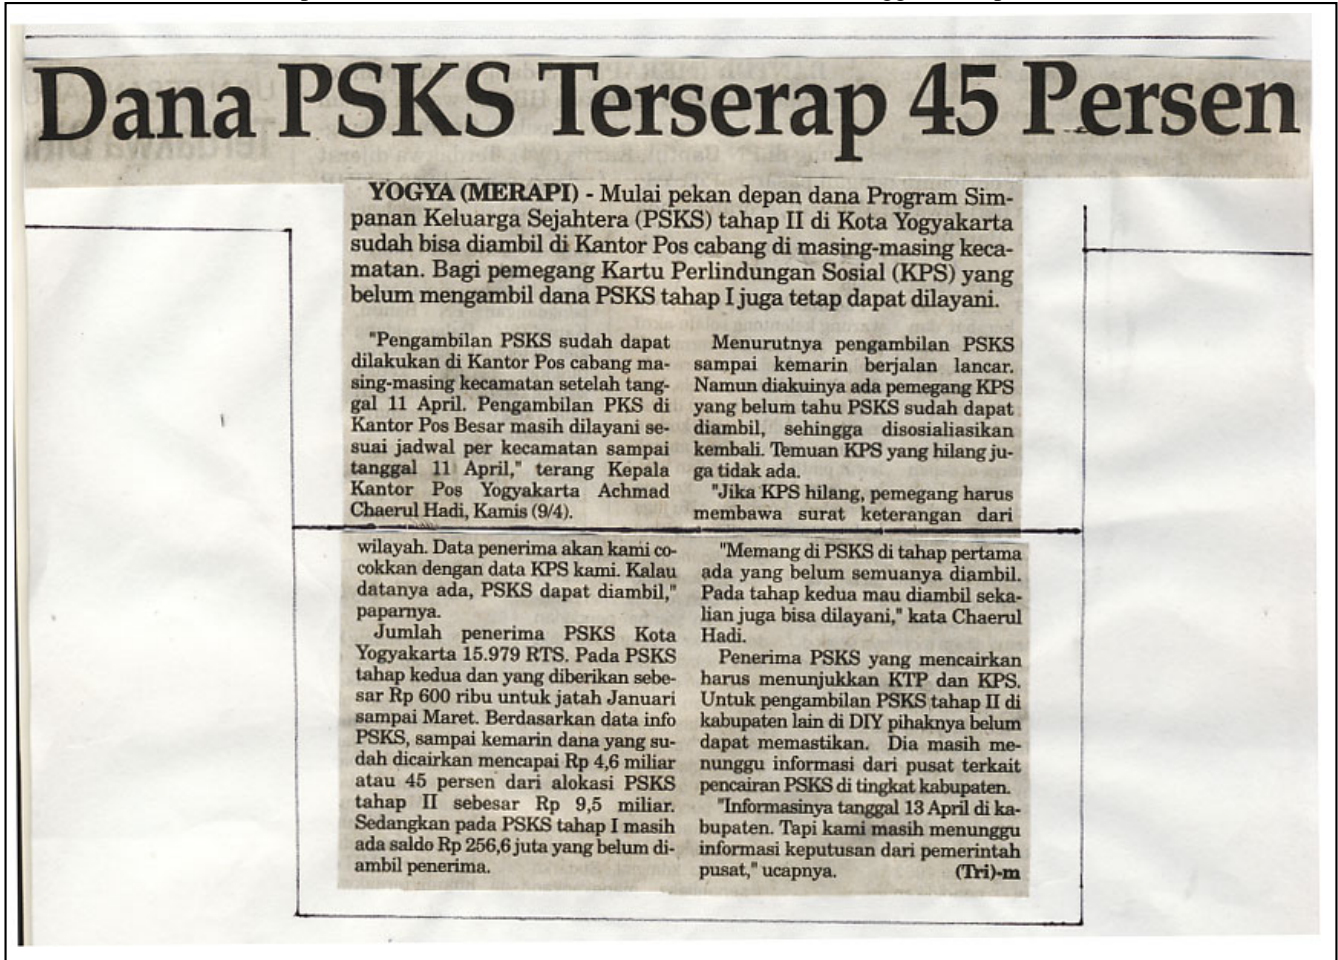 Dana PSKS Terserap 45 Persen
YOGYA (MERAPI) - Mulai pekan depan dana Program Sim-
panan Keluarga Sejahtera (PSKS) tahap II di Kota Yogyakarta
sudah bisa diambil di Kantor Pos cabang di masing-masing keca-
matan. Bagi pemegang Kartu Perlindungan Sosial (KPS) yang
belum mengambil dana PSKS tahap I juga tetap dapat dilayani.
"Pengambilan PSKS sudah dapat
dilakukan di Kantor Pos cabang ma-
sing-masing kecamatan setelah tang-
gal 11 April. Pengambilan PKS di
Kantor Pos Besar masih dilayani se-
suai jadwal per kecamatan sampai
tanggal 11 April," terang Kepala
Kantor Pos Yogyakarta Achmad
Chaerul Hadi, Kamis (9/4).
Menurutnya pengambilan PSKS
sampai kemarin berjalan lancar.
Namun diakuinya ada pemegang KPS
yang belum tahu PSKS sudah dapat
diambil, sehingga disosialiasikan
kembali. Temuan KPS yang hilang ju-
ga tidak ada.
"Jika KPS hilang, pemegang harus
membawa surat keterangan dari
wilayah. Data penerima akan kami co-
cokkan dengan data KPS kami. Kalau
datanya ada, PSKS dapat diambil,"
paparnya.
Jumlah penerima PSKS Kota
Yogyakarta 15.979 RTS. Pada PSKS
tahap kedua dan yang diberikan sebe-
sar Rp 600 ribu untuk jatah Januari
sampai Maret. Berdasarkan data info
PSKS, sampai kemarin dana yang su-
dah dicairkan mencapai Rp 4,6 miliar
atau 45 persen dari alokasi PSKS
tahap II sebesar Rp 9,5 miliar.
Sedangkan pada PSKS tahap I masih
ada saldo Rp 256,6 juta yang belum di-
ambil penerima.
"Memang di PSKS di tahap pertama
ada yang belum semuanya diambil.
Pada tahap kedua mau diambil seka-
lian juga bisa dilayani," kata Chaerul
Hadi.
Penerima PSKS yang mencairkan
harus menunjukkan KTP dan KPS.
Untuk pengambilan PSKS tahap II di
kabupaten lain di DIY pihaknya belum
dapat memastikan. Dia masih me-
nunggu informasi dari pusat terkait
pencairan PSKS di tingkat kabupaten.
"Informasinya tanggal 13 April di ka-
bupaten. Tapi kami masih menunggu
informasi keputusan dari pemerintah
pusat," ucapnya. (Tri)-m